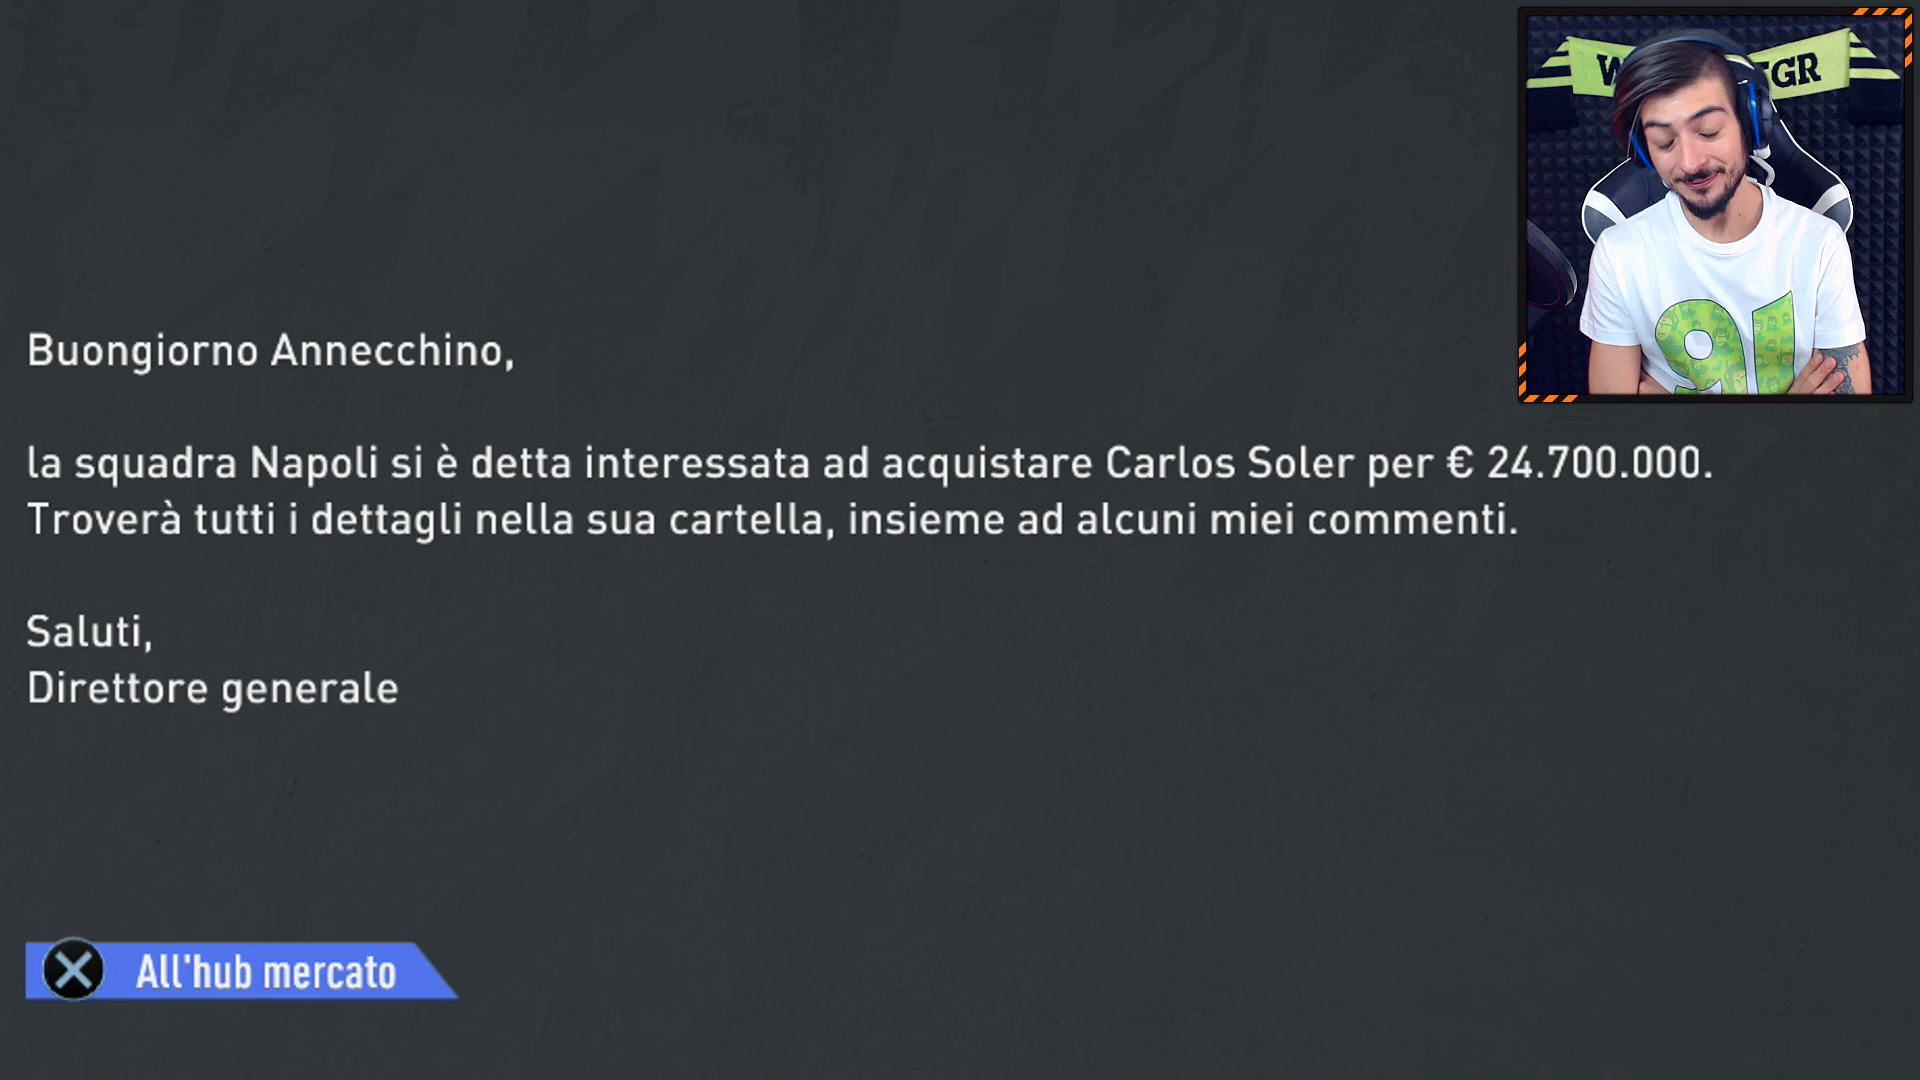 Buongiorno Annecchino,
la squadra Napoli si è detta interessata ad acquistare Carlos Soler per € 24.700.000.
Troverà tutti i dettagli nella sua cartella, insieme ad alcuni miei commenti.
Saluti,
Direttore generale
All'hub mercato
GR
91